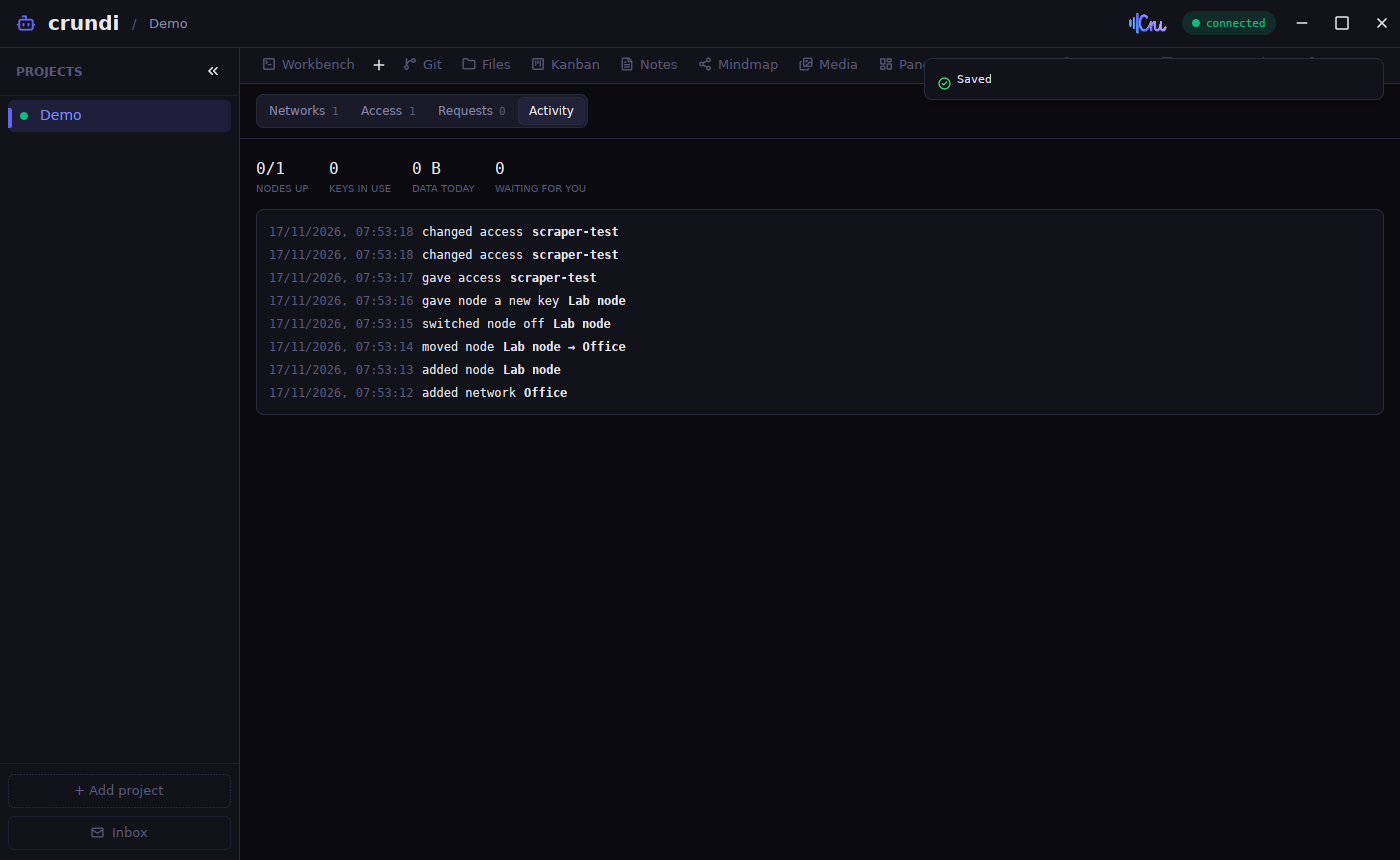 crundi / Demo
Cru
connected
PROJECTS
Workbench + Git Files Kanban Notes Mindmap Media
Saved
Demo
Networks 1 Access 1 Requests 0 Activity
0/1 0 0 B 0
NODES UP KEYS IN USE DATA TODAY WAITING FOR YOU
17/11/2026, 07:53:18 changed access scraper-test
17/11/2026, 07:53:18 changed access scraper-test
17/11/2026, 07:53:17 gave access scraper-test
17/11/2026, 07:53:16 gave node a new key Lab node
17/11/2026, 07:53:15 switched node off Lab node
17/11/2026, 07:53:14 moved node Lab node → Office
17/11/2026, 07:53:13 added node Lab node
17/11/2026, 07:53:12 added network Office
+ Add project
Inbox